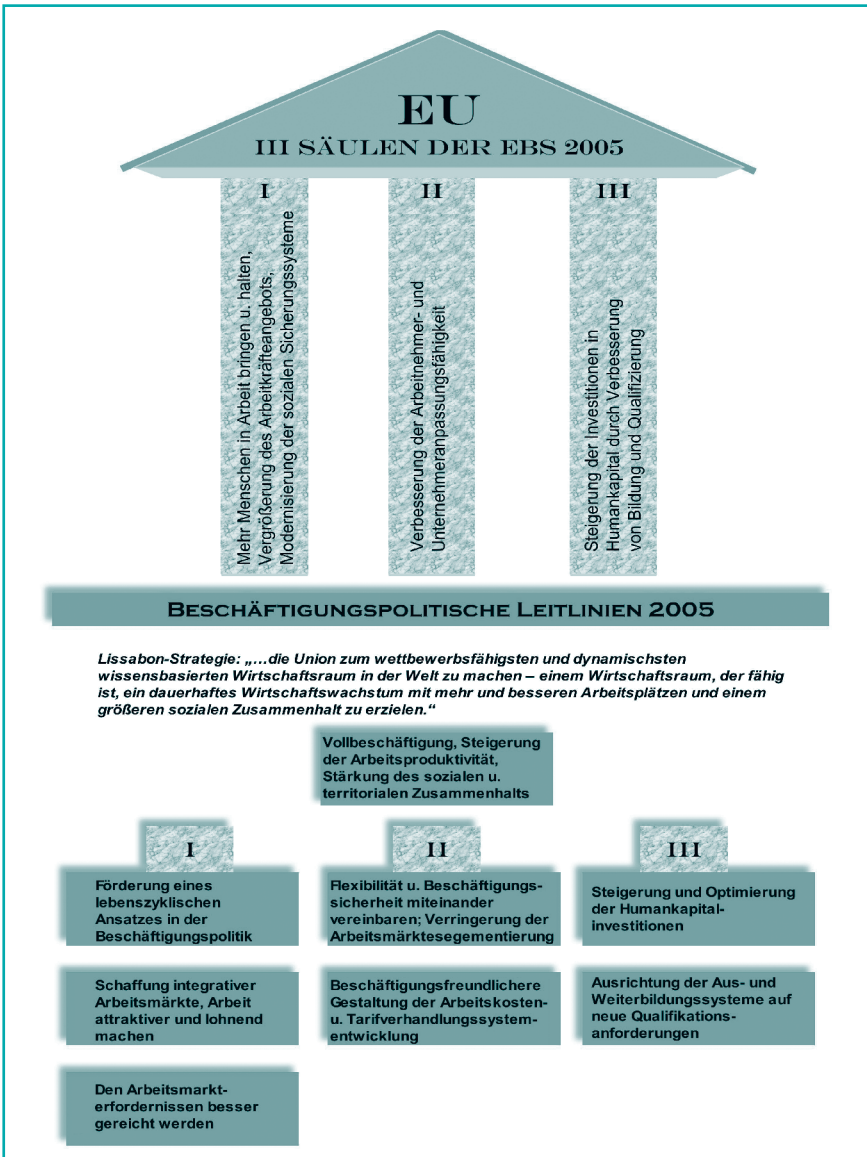 EU
III SÄULEN DER EBS 2005
I
Mehr Menschen in Arbeit bringen u. halten,
Vergrößerung des Arbeitkräfteangebots,
Modernisierung der sozialen Sicherungssysteme
II
Verbesserung der Arbeitnehmer- und
Unternehmeranpassungsfähigkeit
III
Steigerung der Investitionen in
Humankapital durch Verbesserung
von Bildung und Qualifizierung
BESCHÄFTIGUNGSPOLITISCHE LEITLINIEN 2005
Lissabon-Strategie: „…die Union zum wettbewerbsfähigsten und dynamischsten
wissensbasierten Wirtschaftsraum in der Welt zu machen – einem Wirtschaftsraum, der fähig
ist, ein dauerhaftes Wirtschaftswachstum mit mehr und besseren Arbeitsplätzen und einem
größeren sozialen Zusammenhalt zu erzielen.“
Vollbeschäftigung, Steigerung
der Arbeitsproduktivität,
Stärkung des sozialen u.
territorialen Zusammenhalts
I
Förderung eines
lebenszyklischen
Ansatzes in der
Beschäftigungspolitik
Schaffung integrativer
Arbeitsmärkte, Arbeit
attraktiver und lohnend
machen
Den Arbeitsmarkt-
erfordernissen besser
gereicht werden
II
Flexibilität u. Beschäftigungs-
sicherheit miteinander
vereinbaren; Verringerung der
Arbeitsmärktesegementierung
Beschäftigungsfreundlichere
Gestaltung der Arbeitskosten-
u. Tarifverhandlungssystem-
entwicklung
III
Steigerung und Optimierung
der Humankapital-
investitionen
Ausrichtung der Aus- und
Weiterbildungssysteme auf
neue Qualifikations-
anforderungen